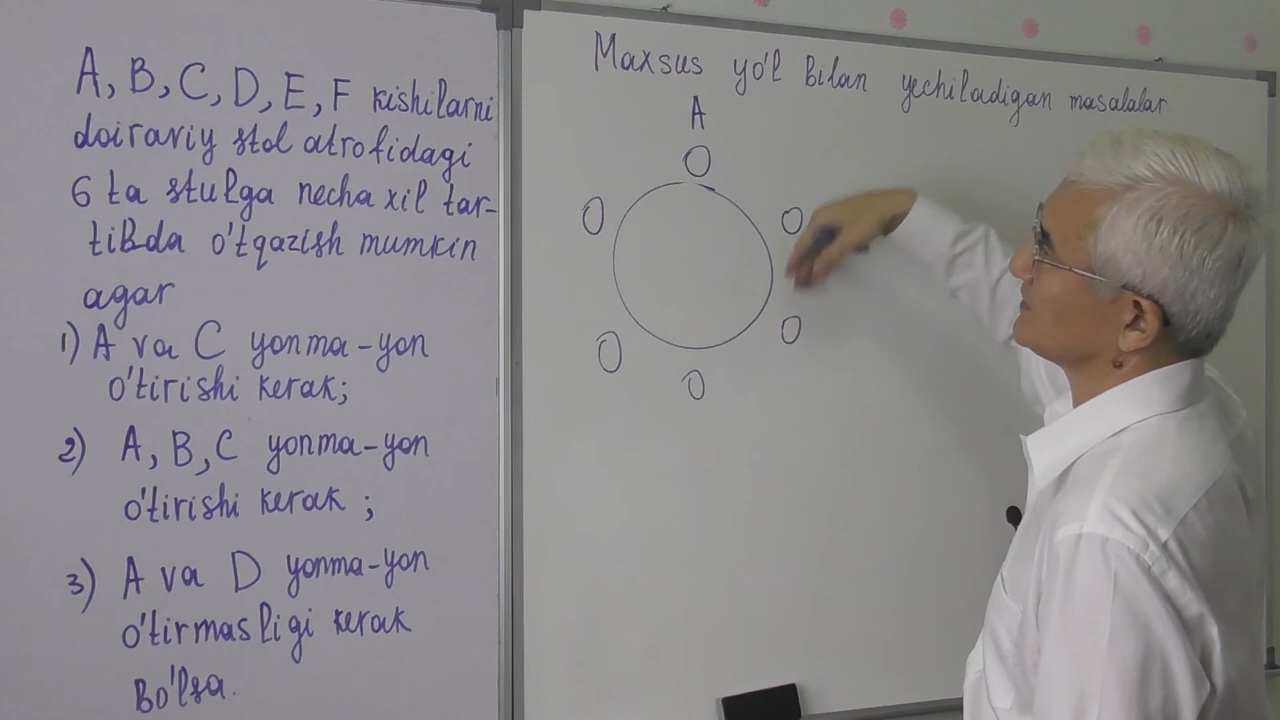 A, B, C, D, E, F kishilarni
doiraviy stol atrofidagi
6 ta stulga necha xil tar-
tibda o'tqazish mumkin
agar
1) A va C yonma-yon
o'tirishi kerak;
2) A, B, C yonma-yon
o'tirishi kerak ;
3) A va D yonma-yon
o'tirmasligi kerak
bo'lsa.
Maxsus yo'l bilan yechiladigan masalalar
A